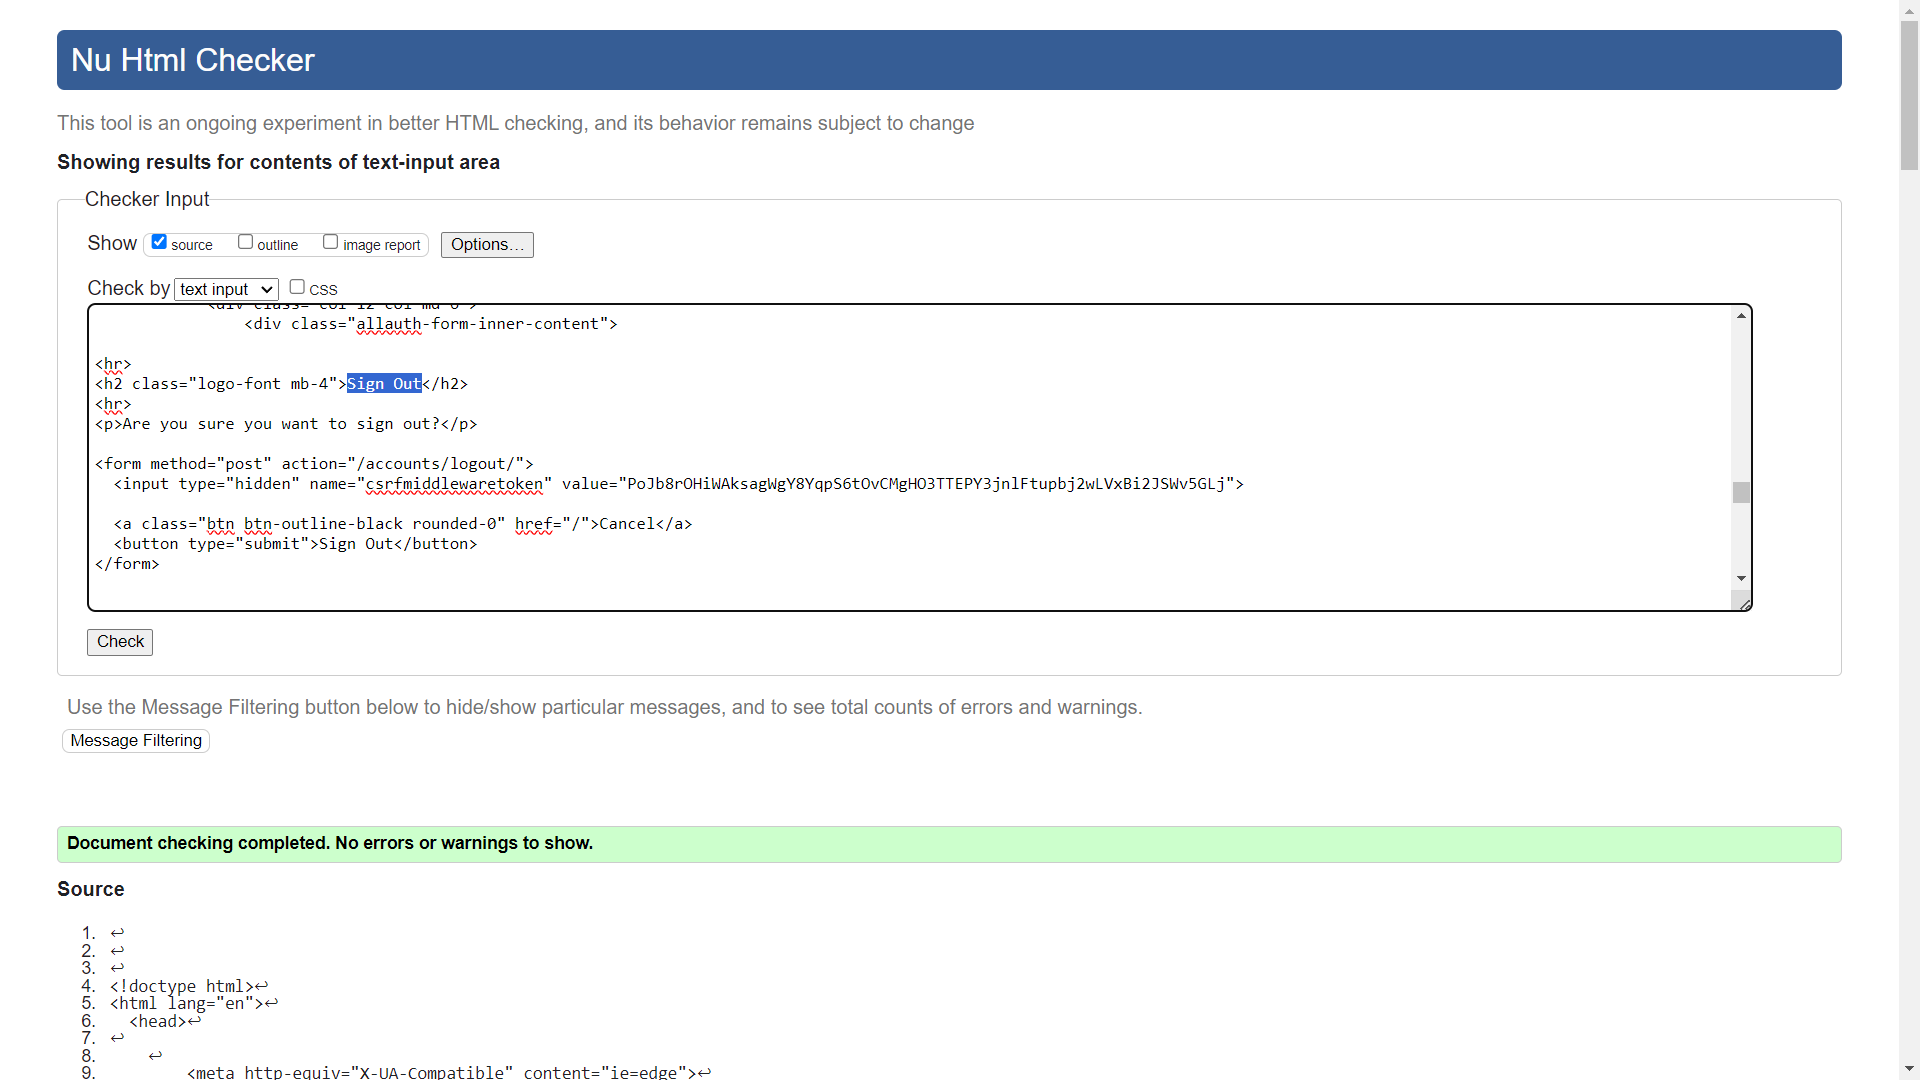 Nu Html Checker
This tool is an ongoing experiment in better HTML checking, and its behavior remains subject to change
Showing results for contents of text-input area
Checker Input
Show source outline image report Options...
Check by text input CSS
<div class="allauth-form-inner-content">
<hr>
<h2 class="logo-font mb-4">Sign Out</h2>
<hr>
<p>Are you sure you want to sign out?</p>
<form method="post" action="/accounts/logout/">
<input type="hidden" name="csrfmiddlewaretoken" value="PoJb8rOHiWAksagWgY8YqpS6tOvCMgHO3TTEPY3jnlFtupbj2wLVxBi2JSWv5GLj">
<a class="btn btn-outline-black rounded-0" href="/">Cancel</a>
<button type="submit">Sign Out</button>
</form>
Check
Use the Message Filtering button below to hide/show particular messages, and to see total counts of errors and warnings.
Message Filtering
Document checking completed. No errors or warnings to show.
Source
1. ↩
2. ↩
3. ↩
4. <!doctype html>↩
5. <html lang="en">↩
6. <head>↩
7. ↩
8. ↩
9. <meta http-equiv="X-UA-Compatible" content="ie=edge">↩